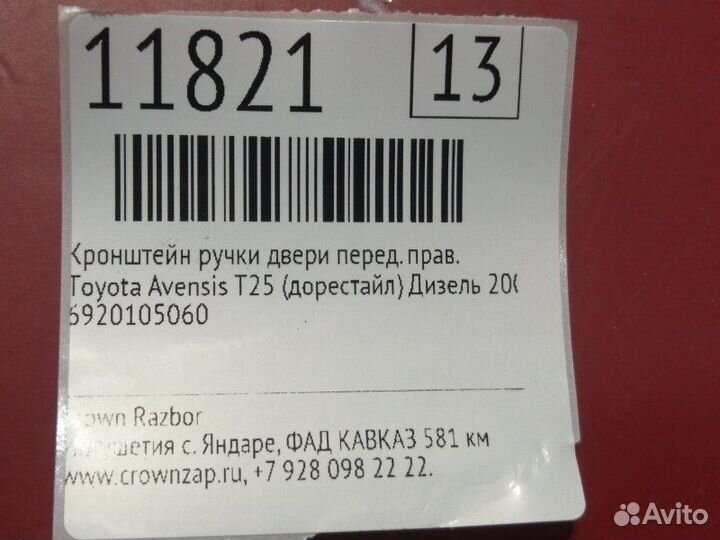 11821
13
Кронштейн ручки двери перед. прав.
Toyota Avensis T25 (дорестайл) Дизель 200
6920105060
Razbor
с. Яндаре, ФАД КАВКАЗ 581 км
www.crownzap.ru, +7 928 098 22 22.
Avito